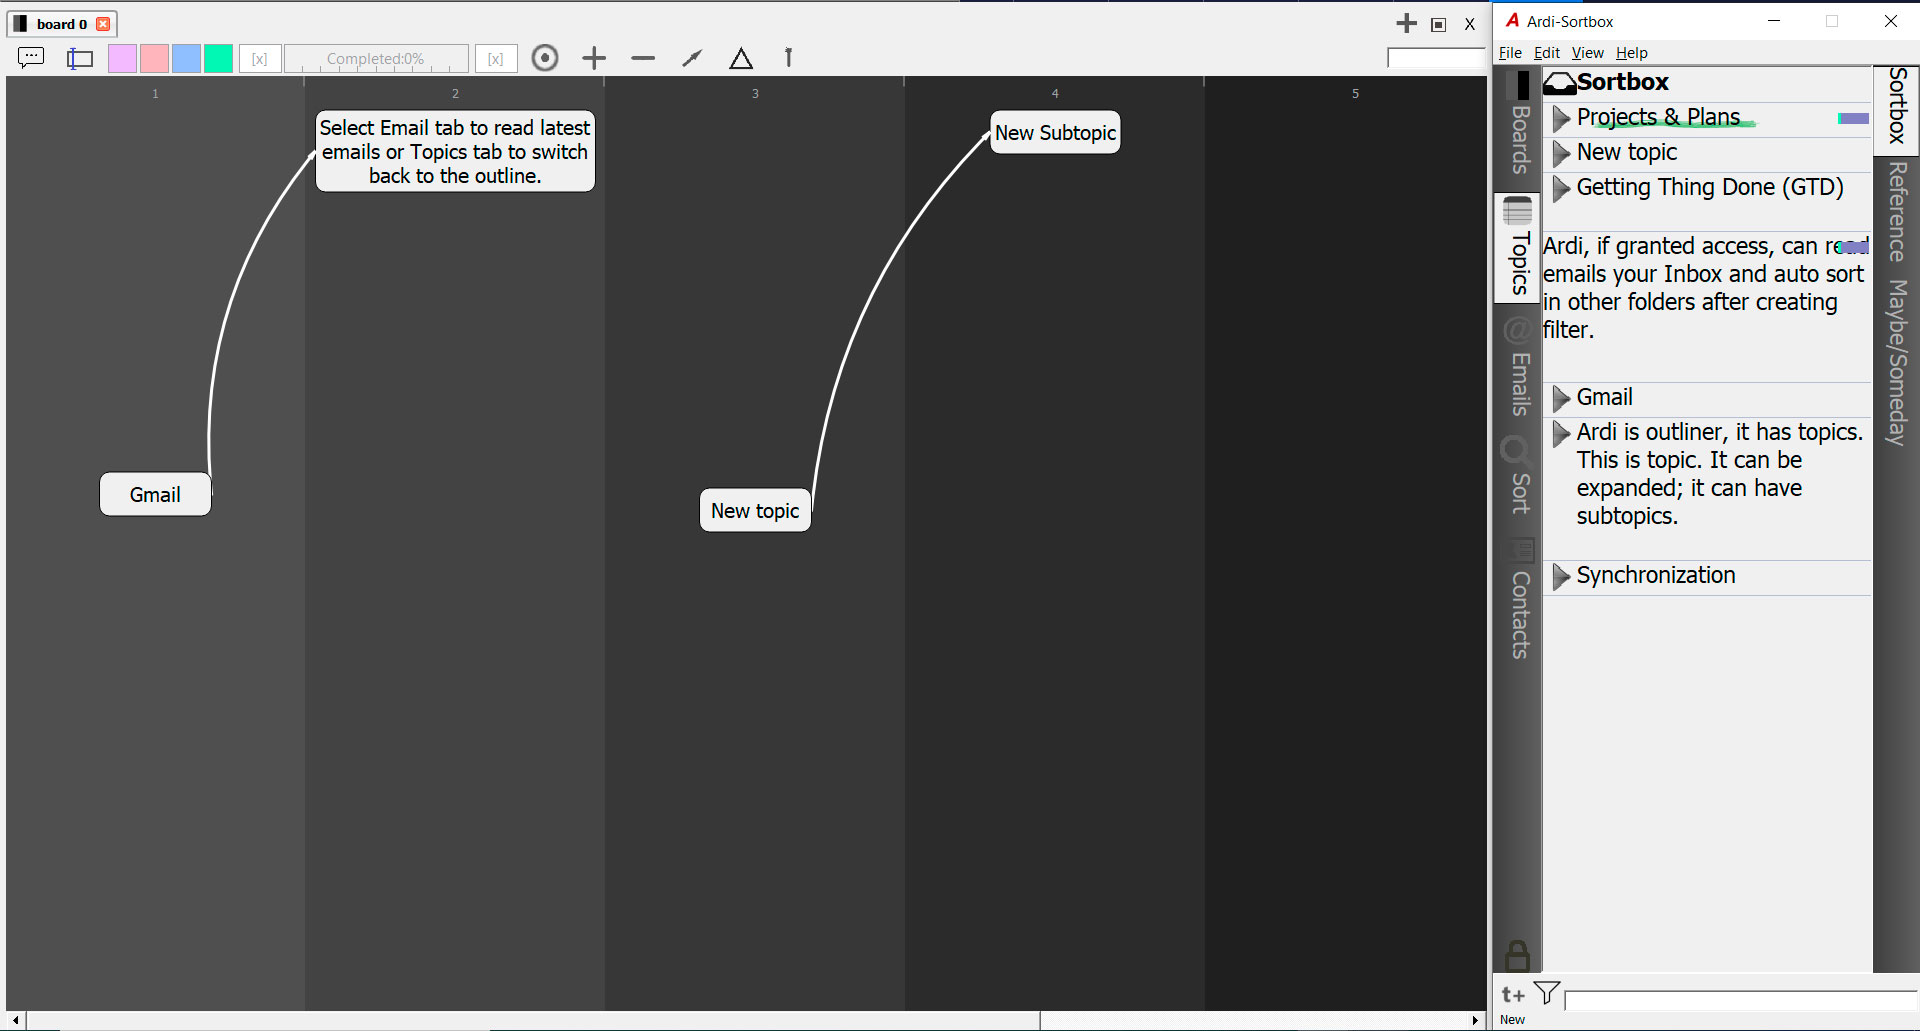 board 0
[x]
Completed:0%
[x]
1
2
3
4
5
Select Email tab to read latest
emails or Topics tab to switch
back to the outline.
New Subtopic
Gmail
New topic
Ardi-Sortbox
File Edit View Help
Boards
Topics
@
Emails
Sort
Contacts
Sortbox
Projects & Plans
New topic
Getting Thing Done (GTD)
Ardi, if granted access, can read
emails your Inbox and auto sort
in other folders after creating
filter.
Gmail
Ardi is outliner, it has topics.
This is topic. It can be
expanded; it can have
subtopics.
Synchronization
Sortbox
Reference
Maybe/Someday
t+
New